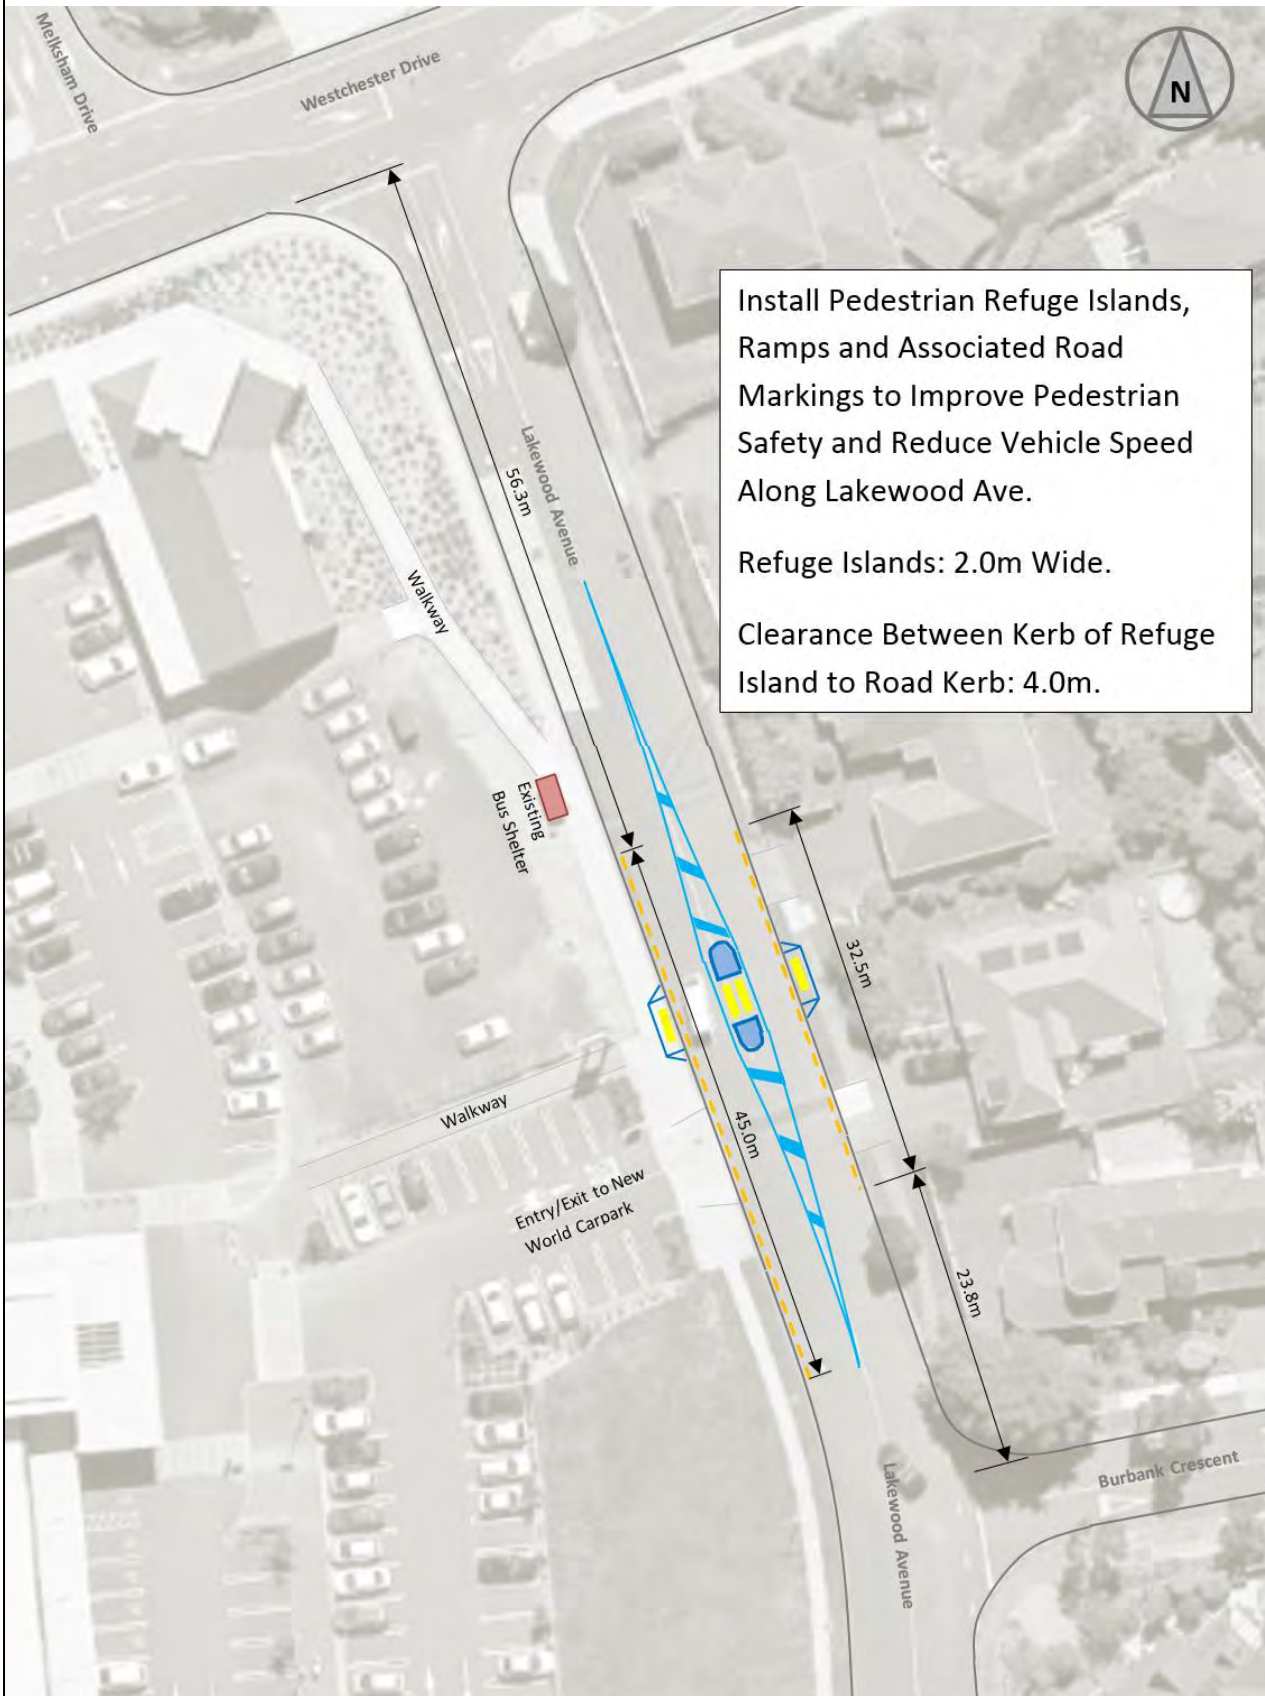 Melksham Drive
Westchester Drive
N
Install Pedestrian Refuge Islands,
Ramps and Associated Road
Markings to Improve Pedestrian
Safety and Reduce Vehicle Speed
Along Lakewood Ave.
Refuge Islands: 2.0m Wide.
Clearance Between Kerb of Refuge
Island to Road Kerb: 4.0m.
Lakewood Avenue
56.3m
Walkway
Existing
Bus Shelter
32.5m
Walkway
45.0m
Entry/Exit to New
World Carpark
23.8m
Burbank Crescent
Lakewood Avenue